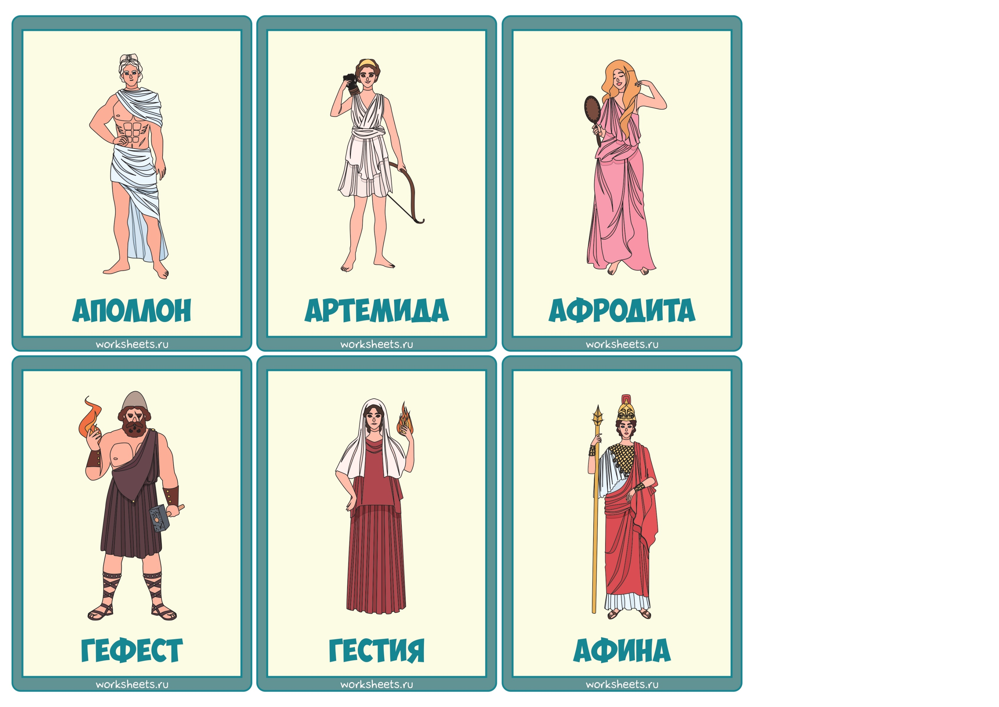 АПОЛЛОН
worksheets.ru
АРТЕМИДА
worksheets.ru
АФРОДИТА
worksheets.ru
ГЕФЕСТ
worksheets.ru
ГЕСТИЯ
worksheets.ru
АФИНА
worksheets.ru